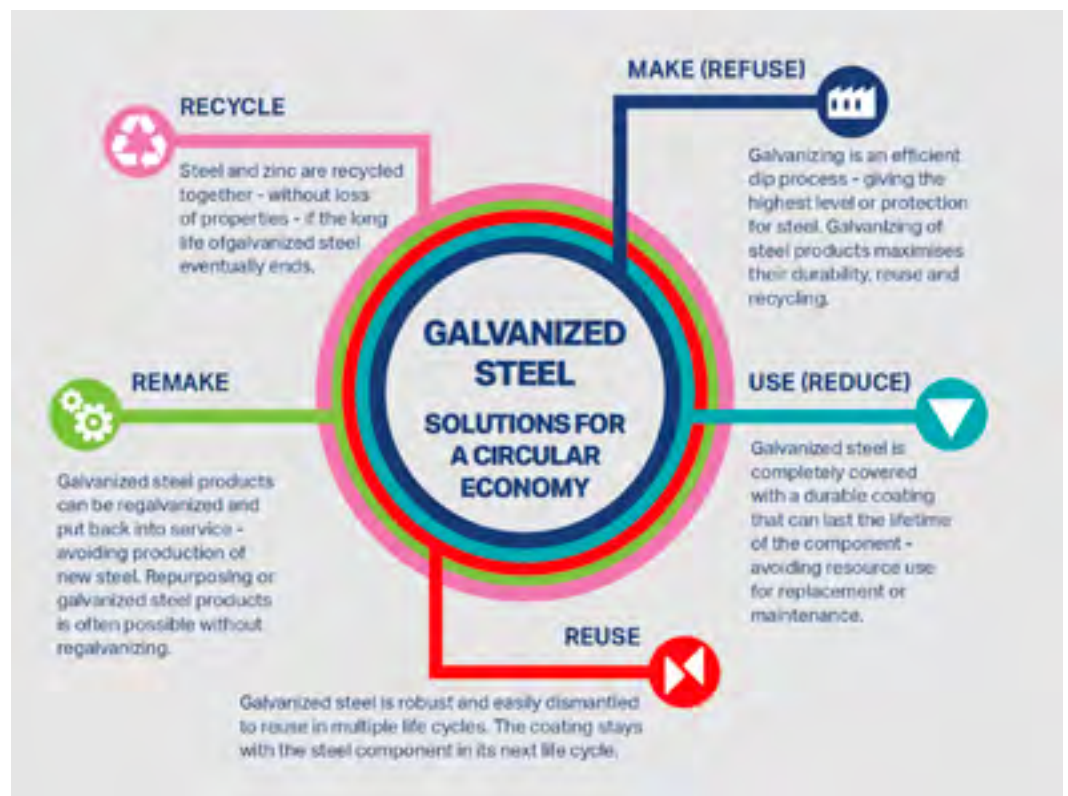 MAKE (REFUSE)
Galvanizing is an efficient
dip process - giving the
highest level or protection
for steel. Galvanizing of
steel products maximises
their durability, reuse and
recycling.
RECYCLE
Steel and zinc are recycled
together - without loss
of properties - if the long
life ofgalvanized steel
eventually ends.
GALVANIZED
STEEL
SOLUTIONS FOR
A CIRCULAR
ECONOMY
USE (REDUCE)
Galvanized steel is
completely covered
with a durable coating
that can last the lifetime
of the component -
avoiding resource use
for replacement or
maintenance.
REMAKE
Galvanized steel products
can be regalvanized and
put back into service -
avoiding production of
new steel. Repurposing or
galvanized steel products
is often possible without
regalvanizing.
REUSE
Galvanized steel is robust and easily dismantled
to reuse in multiple life cycles. The coating stays
with the steel component in its next life cycle.